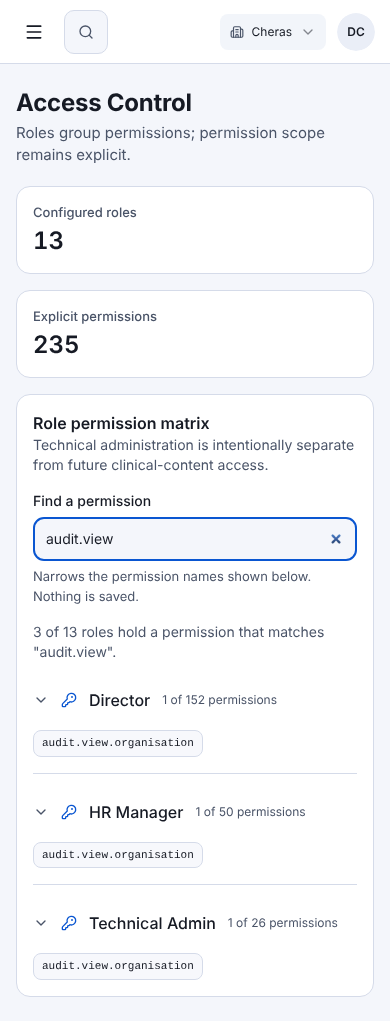 Cheras
DC
Access Control
Roles group permissions; permission scope
remains explicit.
Configured roles
13
Explicit permissions
235
Role permission matrix
Technical administration is intentionally separate
from future clinical-content access.
Find a permission
audit.view
Narrows the permission names shown below.
Nothing is saved.
3 of 13 roles hold a permission that matches
"audit.view".
Director 1 of 152 permissions
audit.view.organisation
HR Manager 1 of 50 permissions
audit.view.organisation
Technical Admin 1 of 26 permissions
audit.view.organisation